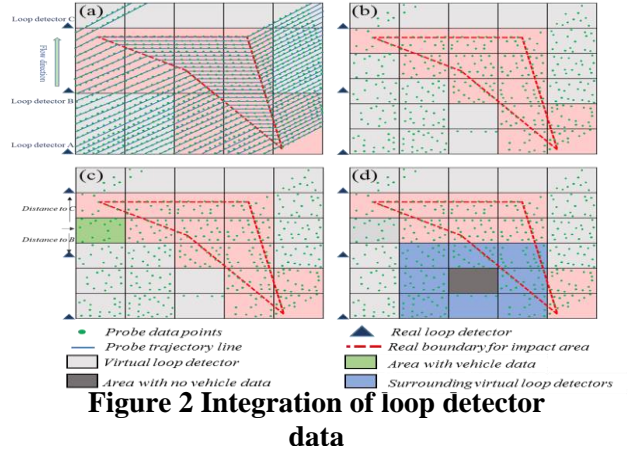 (a)
(b)
Loop detector C
Flow direction
Loop detector B
Loop detector A
(c)
(d)
Distance to C
Distance to B
Probe data points
Real loop detector
Probe trajectory line
Real boundary for impact area
Virtual loop detector
Area with vehicle data
Area with no vehicle data
Surrounding virtual loop detectors
Figure 2 Integration of loop detector
data